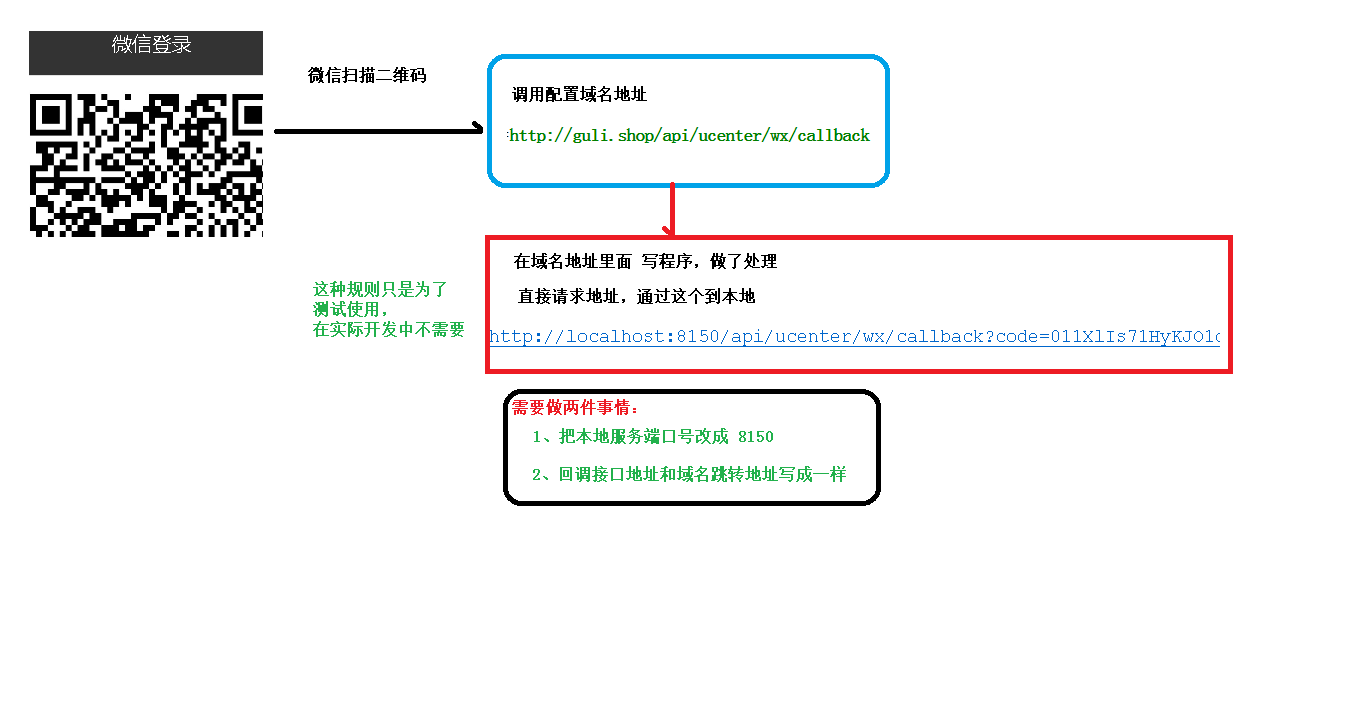 微信登录
微信扫描二维码
调用配置域名地址
http://guli.shop/api/ucenter/wx/callback
在域名地址里面 写程序，做了处理
直接请求地址，通过这个到本地
http://localhost:8150/api/ucenter/wx/callback?code=011XlIs71HyKJO1
这种规则只是为了
测试使用，
在实际开发中不需要
需要做两件事情：
1、把本地服务端口号改成 8150
2、回调接口地址和域名跳转地址写成一样